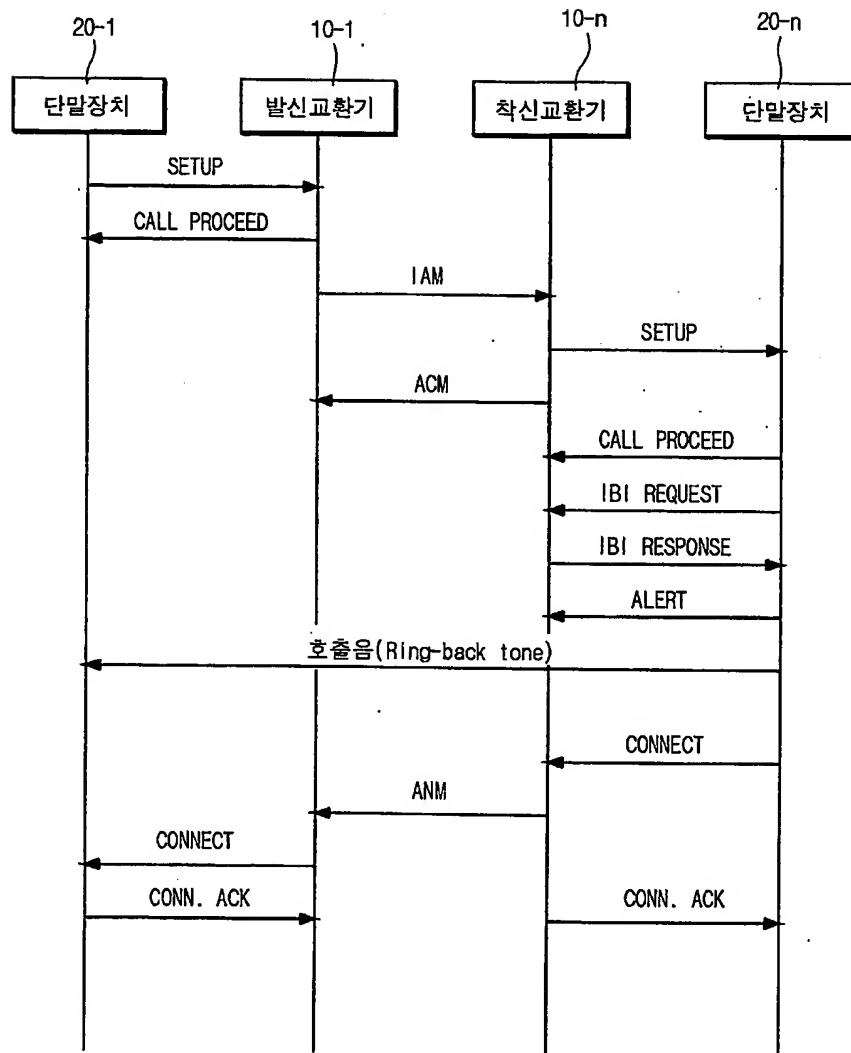 20-1
10-1
10-n
20-n
단말장치
발신교환기
착신교환기
단말장치
SETUP
CALL PROCEED
IAM
SETUP
ACM
CALL PROCEED
IBI REQUEST
IBI RESPONSE
ALERT
호출음(Ring-back tone)
CONNECT
ANM
CONNECT
CONN. ACK
CONN. ACK